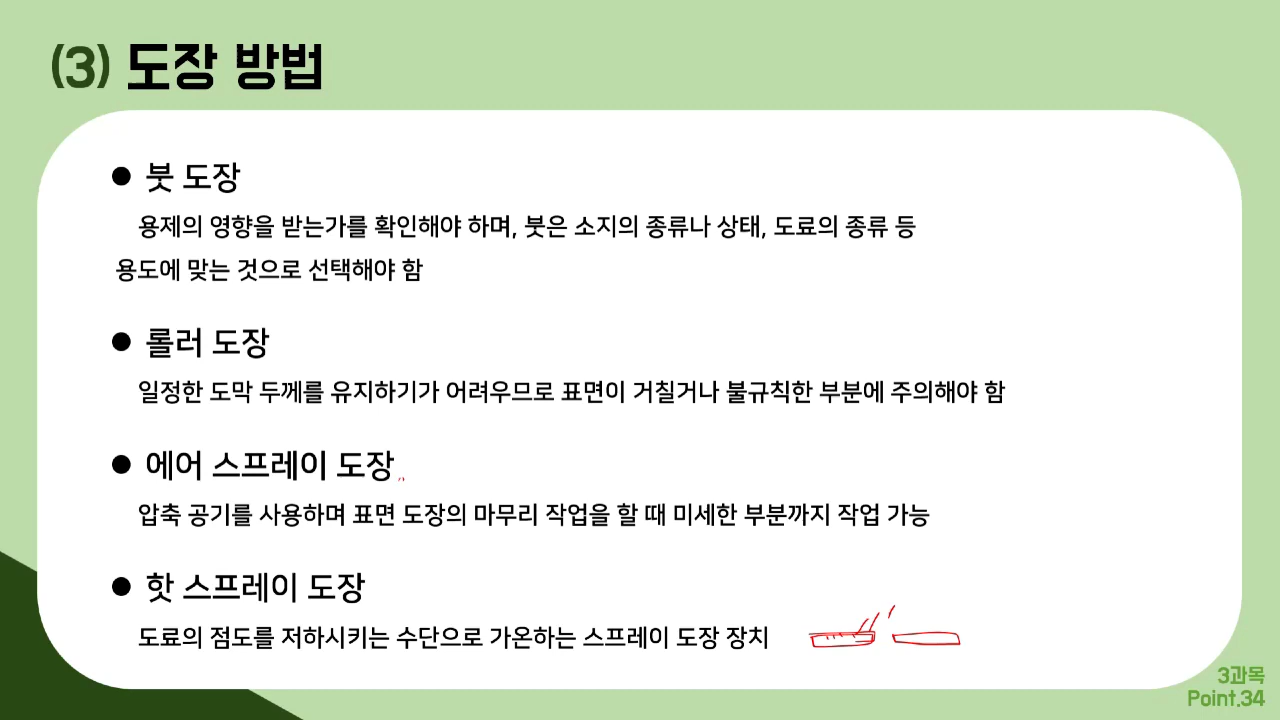 (3) 도장 방법
● 붓 도장
용제의 영향을 받는가를 확인해야 하며, 붓은 소지의 종류나 상태, 도료의 종류 등
용도에 맞는 것으로 선택해야 함
● 롤러 도장
일정한 도막 두께를 유지하기가 어려우므로 표면이 거칠거나 불규칙한 부분에 주의해야 함
● 에어 스프레이 도장
압축 공기를 사용하며 표면 도장의 마무리 작업을 할 때 미세한 부분까지 작업 가능
● 핫 스프레이 도장
도료의 점도를 저하시키는 수단으로 가온하는 스프레이 도장 장치
3과목
Point.34